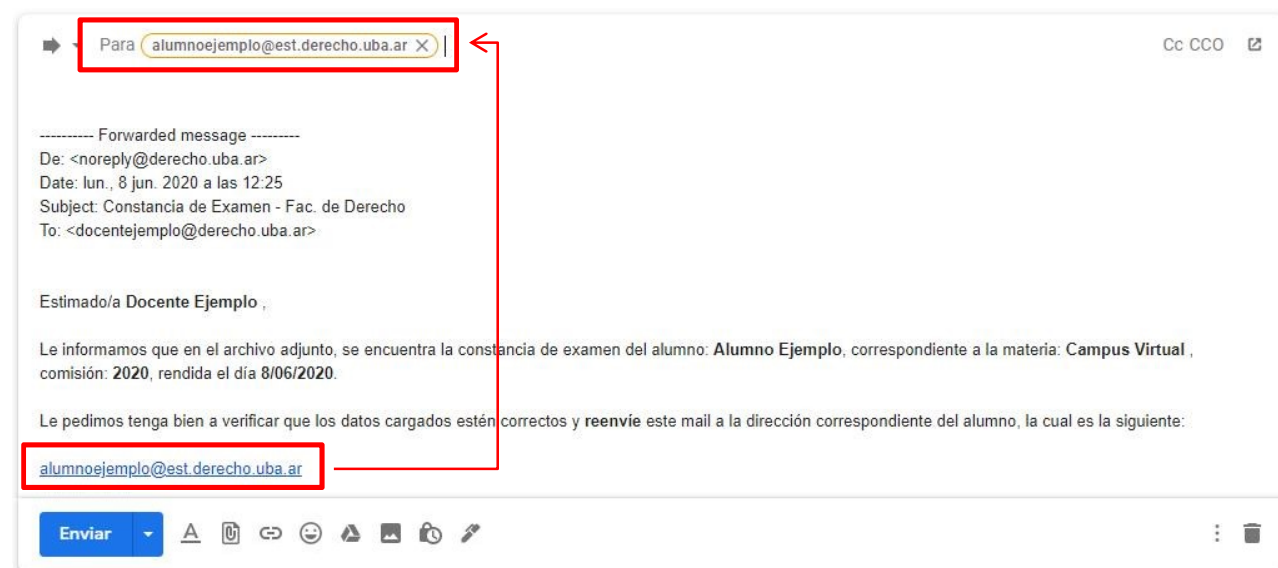 Para alumnoejemplo@est.derecho.uba.ar Cc CCO
---------- Forwarded message ---------
De: <noreply@derecho.uba.ar>
Date: lun., 8 jun. 2020 a las 12:25
Subject: Constancia de Examen - Fac. de Derecho
To: <docentejemplo@derecho.uba.ar>
Estimado/a Docente Ejemplo ,
Le informamos que en el archivo adjunto, se encuentra la constancia de examen del alumno: Alumno Ejemplo, correspondiente a la materia: Campus Virtual ,
comisión: 2020, rendida el día 8/06/2020.
Le pedimos tenga bien a verificar que los datos cargados estén correctos y reenvíe este mail a la dirección correspondiente del alumno, la cual es la siguiente:
alumnoejemplo@est.derecho.uba.ar
Enviar